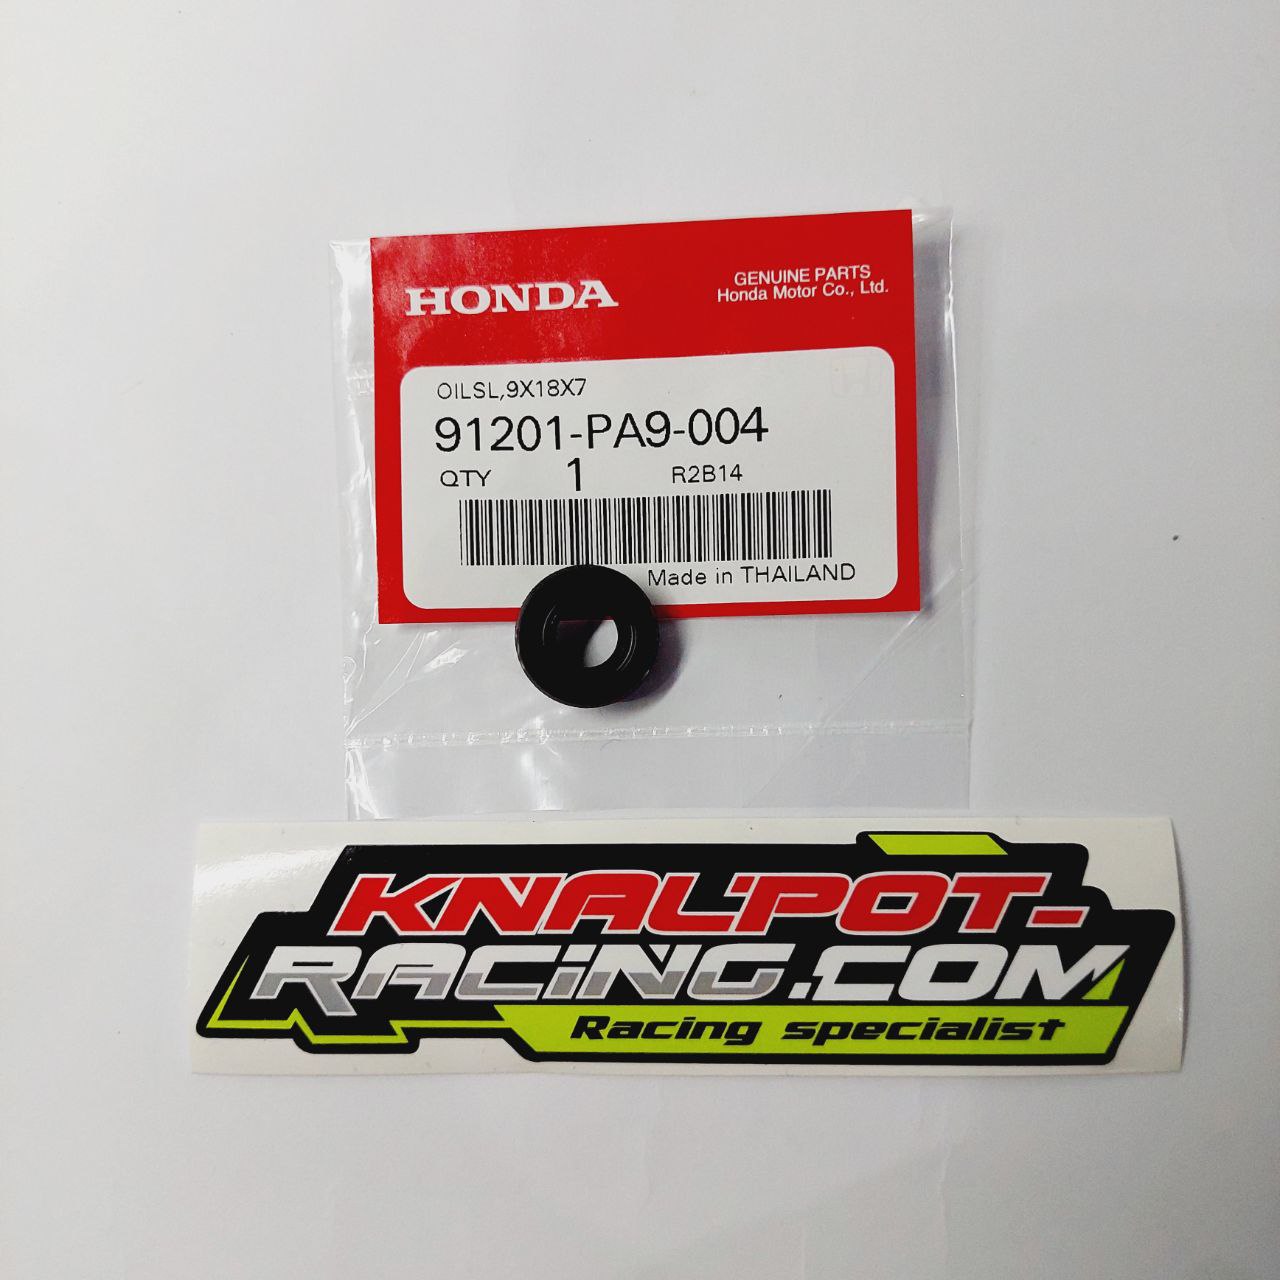 HONDA
GENUINE PARTS
Honda Motor Co., Ltd.
OILSL,9X18X7
91201-PA9-004
QTY 1 R2B14
Made in THAILAND
KNALPOT-
RACING.COM
Racing specialist